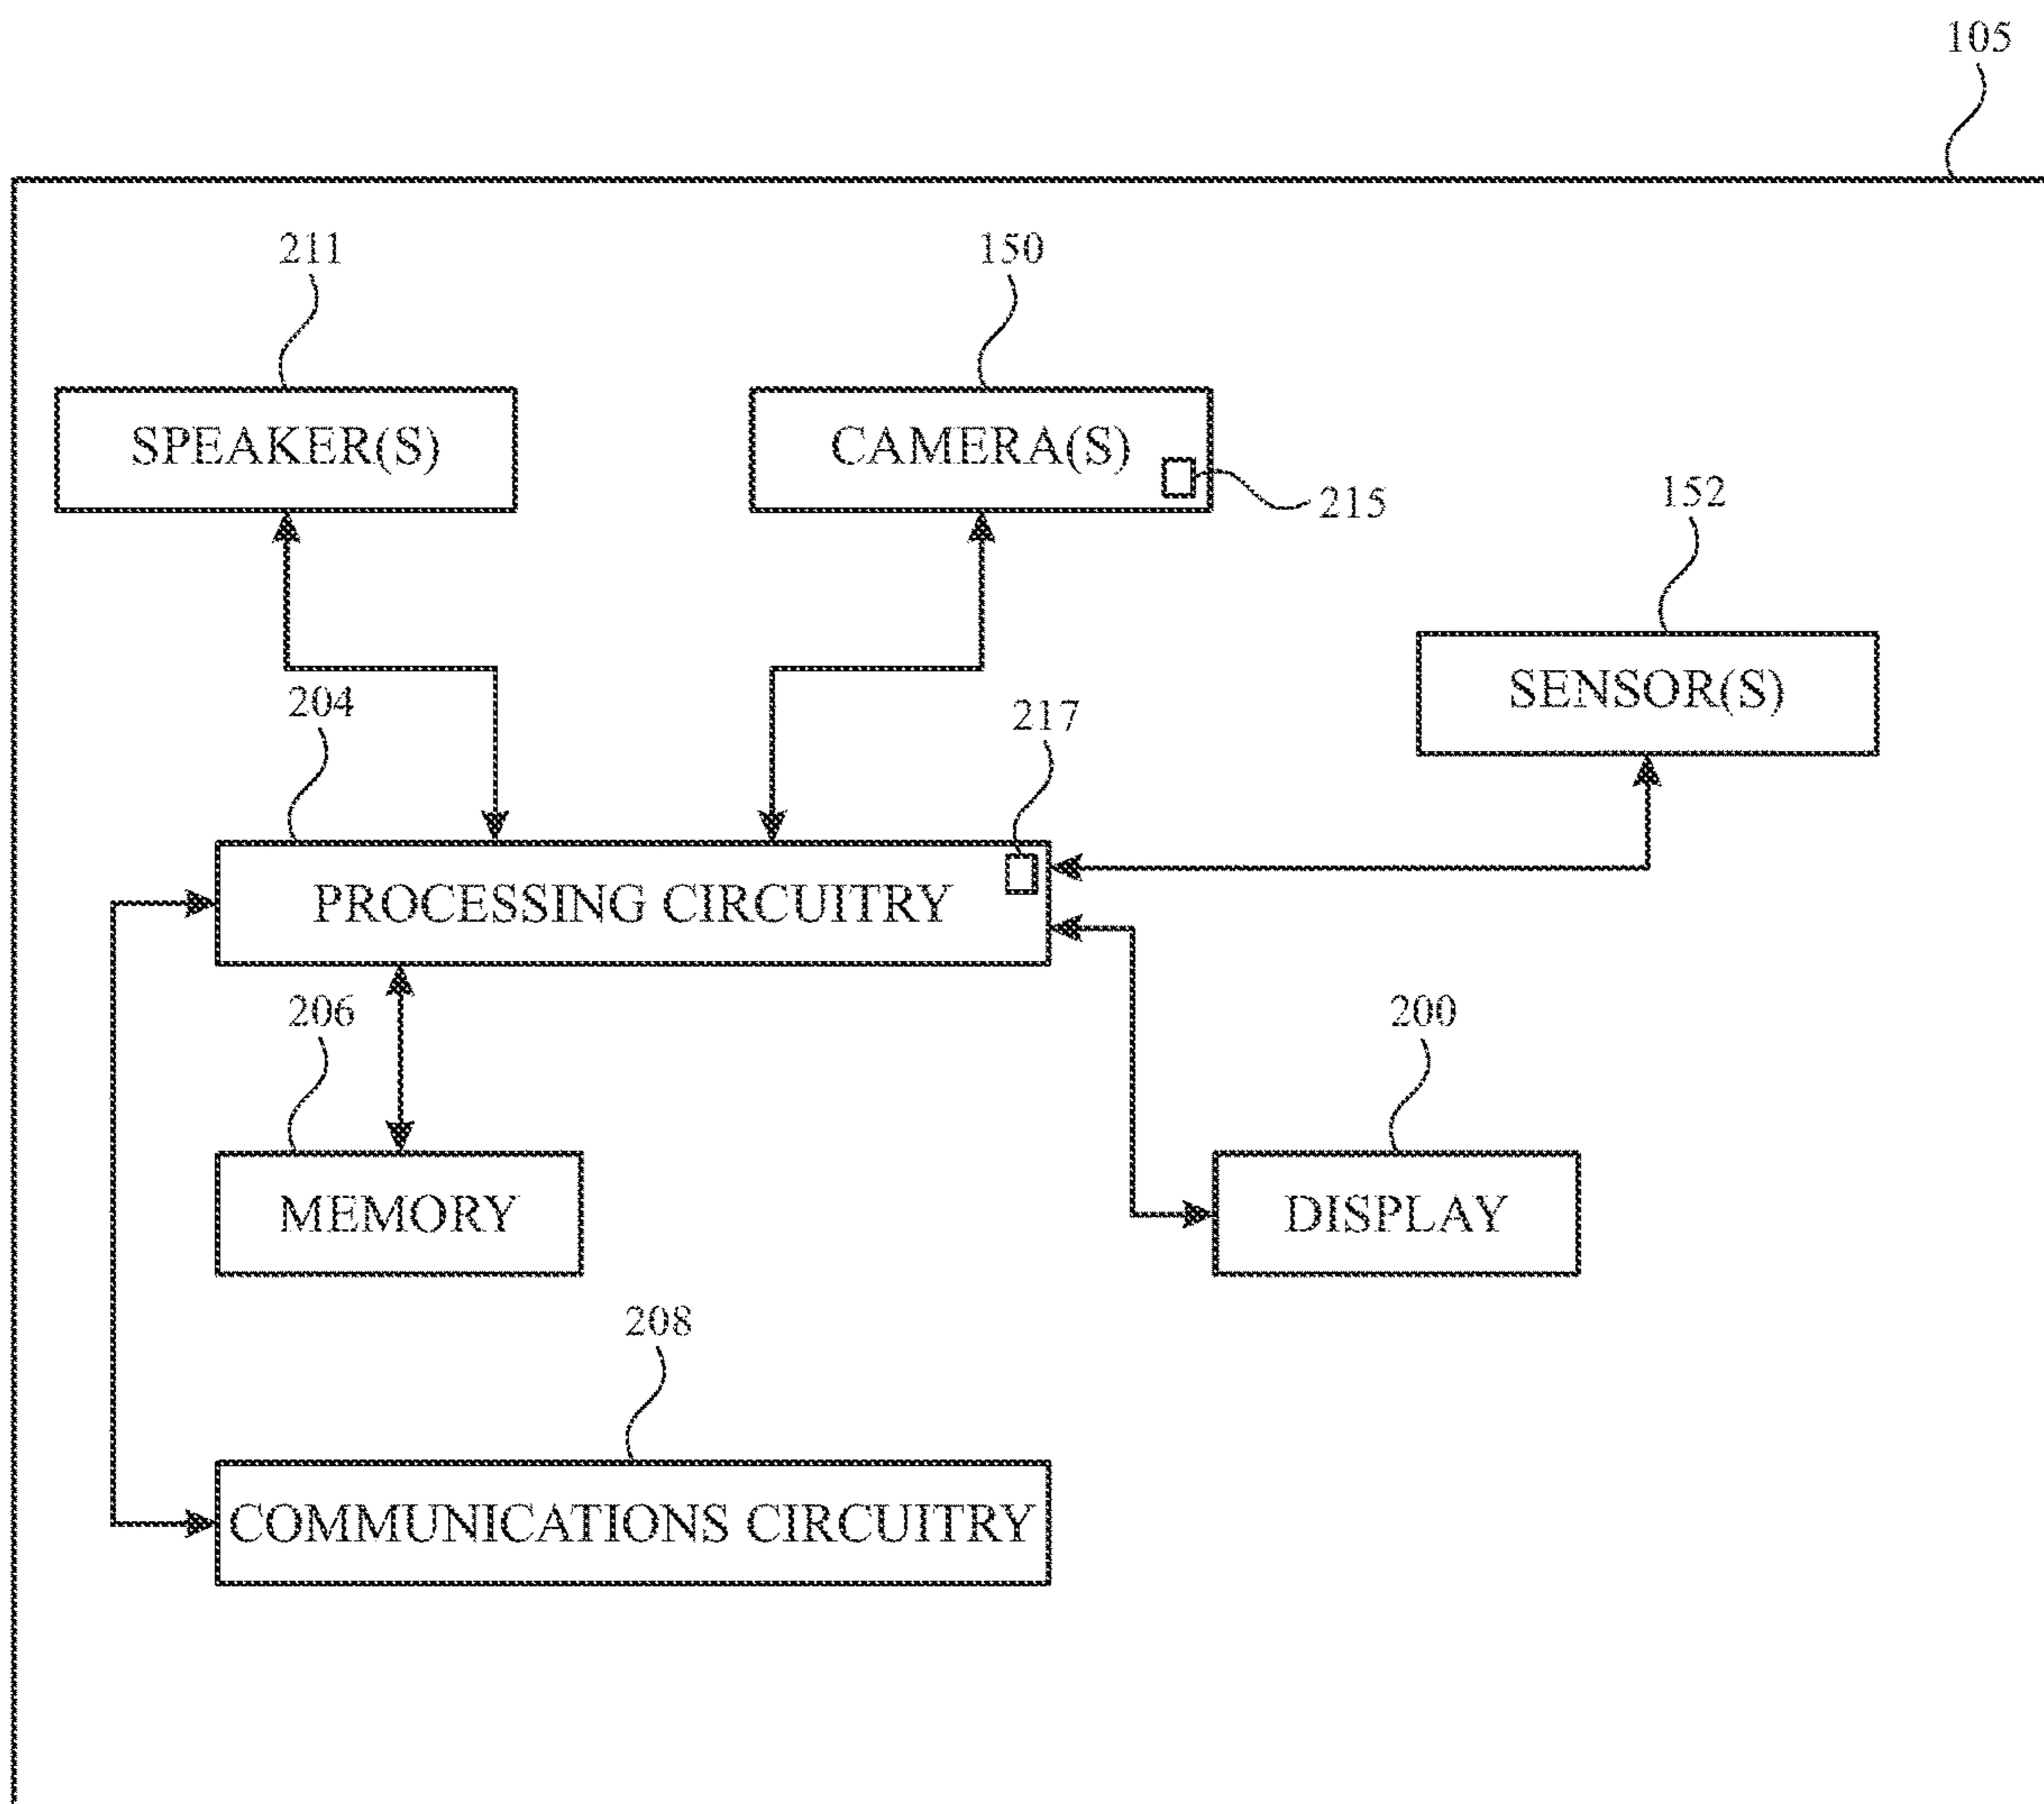 105
211
150
SPEAKER(S)
CAMERA(S)
215
152
SENSOR(S)
204
217
PROCESSING CIRCUITRY
206
200
MEMORY
DISPLAY
208
COMMUNICATIONS CIRCUITRY